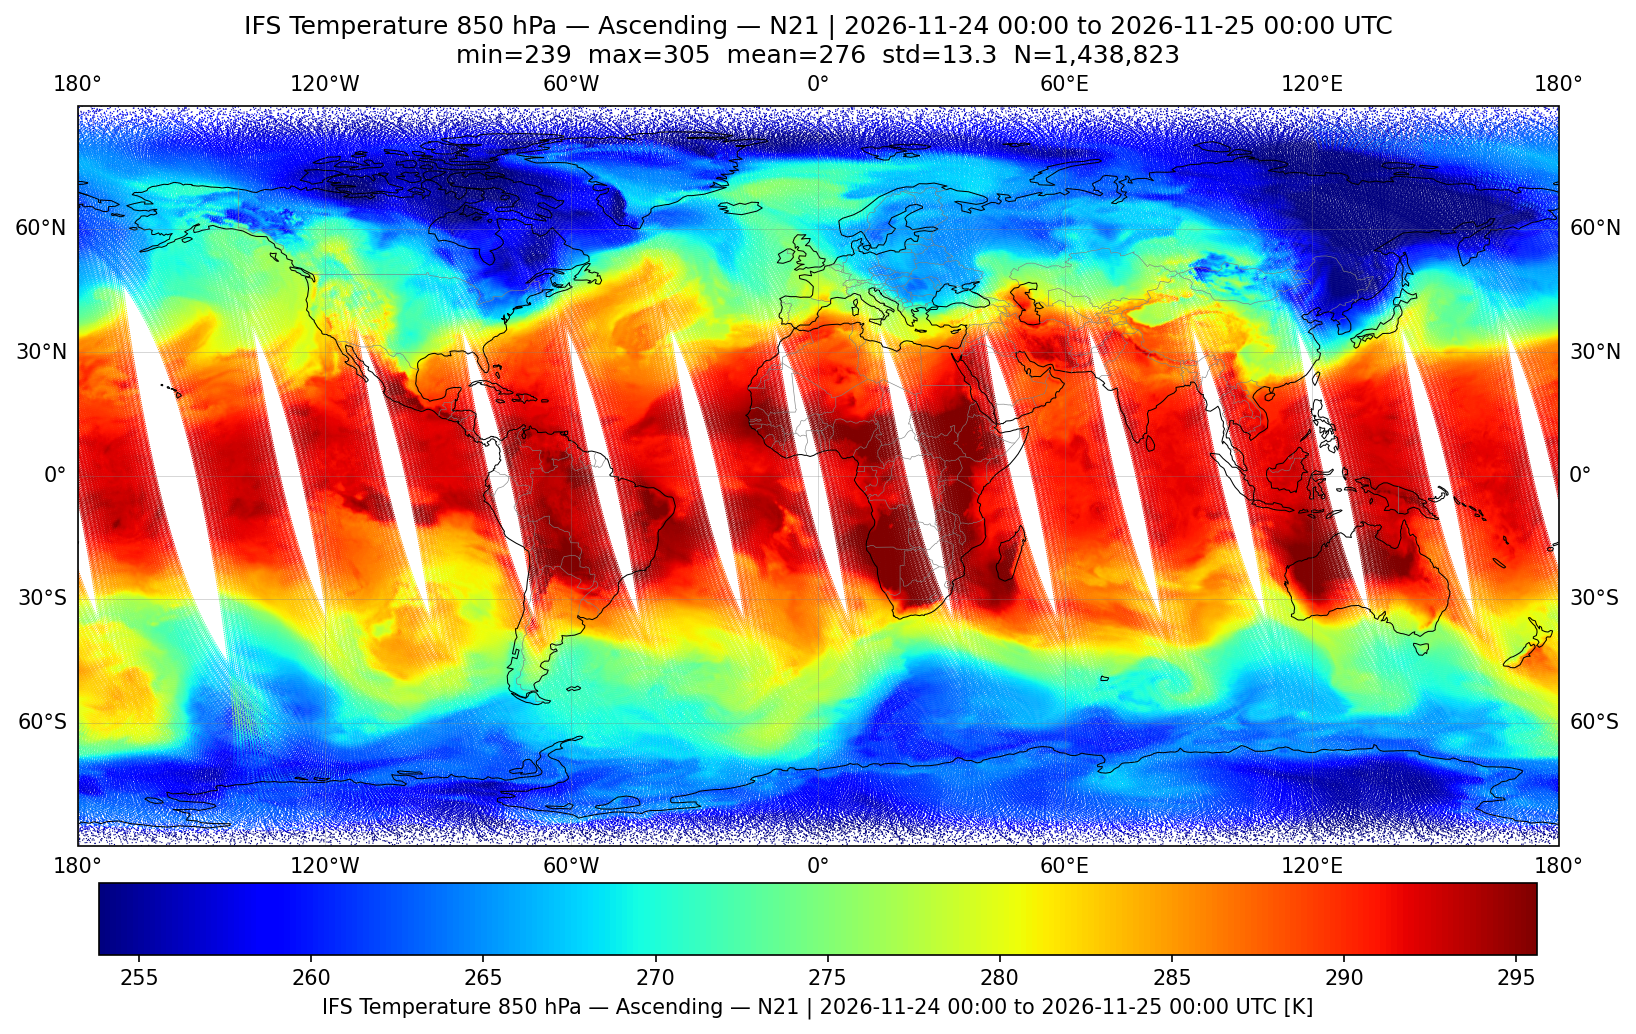 IFS Temperature 850 hPa — Ascending — N21 | 2026-11-24 00:00 to 2026-11-25 00:00 UTC
min=239  max=305  mean=276  std=13.3  N=1,438,823
180° 120°W 60°W 0° 60°E 120°E 180°
60°N 60°N
30°N 30°N
0° 0°
30°S 30°S
60°S 60°S
180° 120°W 60°W 0° 60°E 120°E 180°
255 260 265 270 275 280 285 290 295
IFS Temperature 850 hPa — Ascending — N21 | 2026-11-24 00:00 to 2026-11-25 00:00 UTC [K]